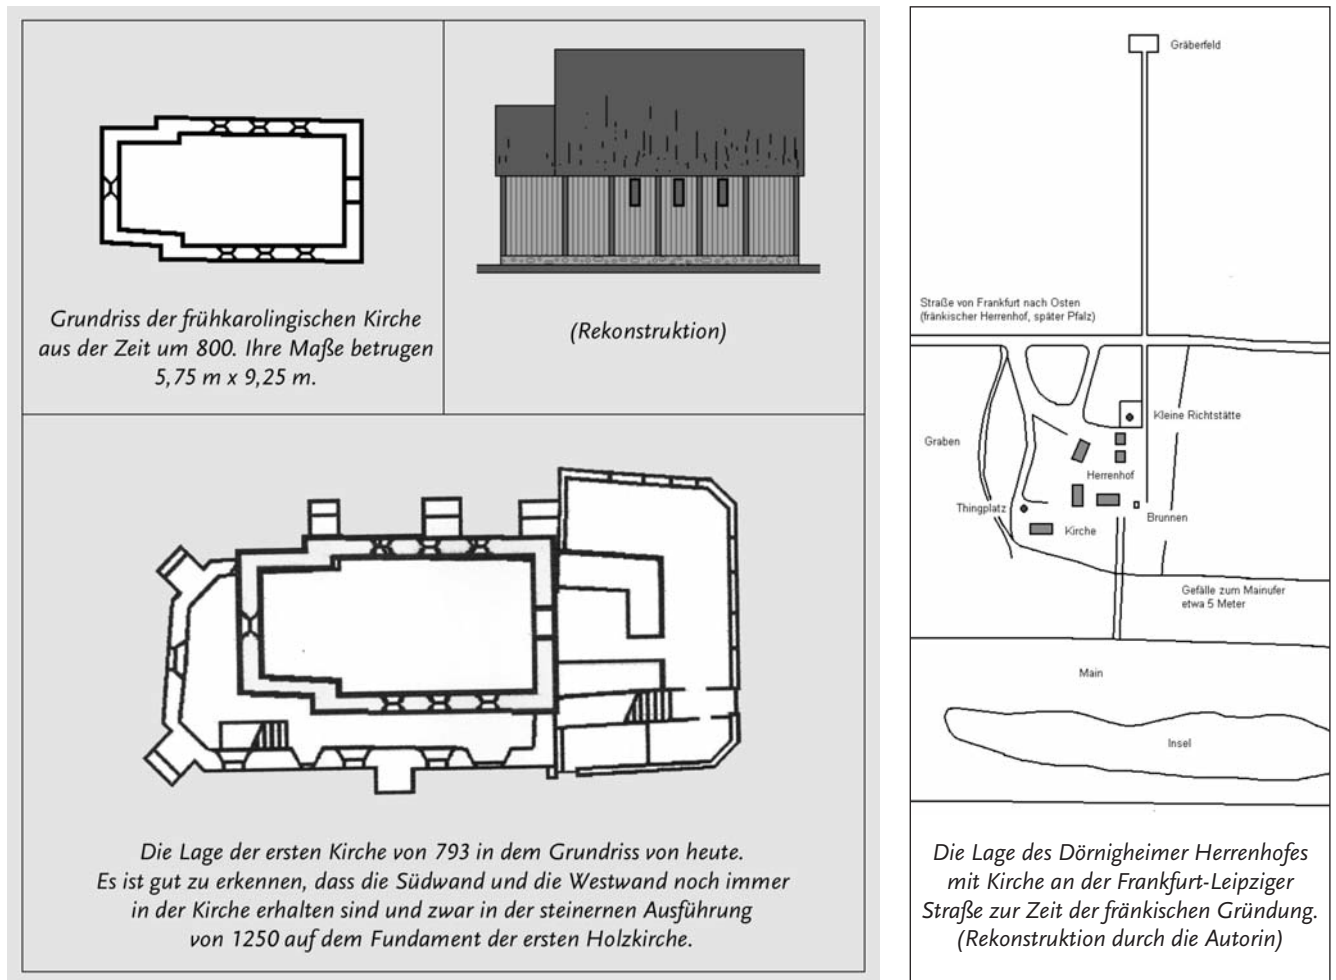 Grundriss der frühkarolingischen Kirche
aus der Zeit um 800. Ihre Maße betrugen
5,75 m x 9,25 m.
(Rekonstruktion)
Die Lage der ersten Kirche von 793 in dem Grundriss von heute.
Es ist gut zu erkennen, dass die Südwand und die Westwand noch immer
in der Kirche erhalten sind und zwar in der steinernen Ausführung
von 1250 auf dem Fundament der ersten Holzkirche.
Gräberfeld
Straße von Frankfurt nach Osten
(fränkischer Herrenhof, später Pfalz)
Kleine Richtstätte
Graben
Herrenhof
Thingplatz
Brunnen
Kirche
Gefälle zum Mainufer
etwa 5 Meter
Main
Insel
Die Lage des Dörnigheimer Herrenhofes
mit Kirche an der Frankfurt-Leipziger
Straße zur Zeit der fränkischen Gründung.
(Rekonstruktion durch die Autorin)